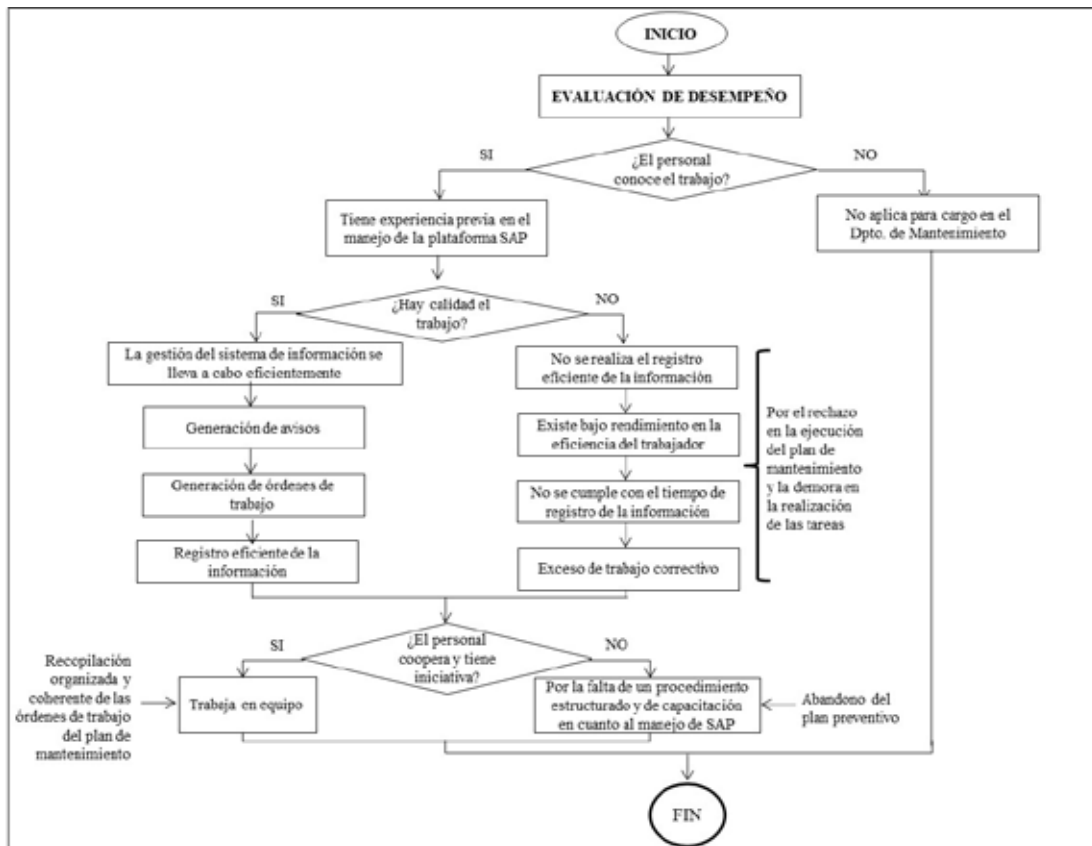 INICIO
EVALUACIÓN DE DESEMPEÑO
SI
¿El personal
conoce el trabajo?
NO
Tiene experiencia previa en el
manejo de la plataforma SAP
No aplica para cargo en el
Dpto. de Mantenimiento
SI
¿Hay calidad el
trabajo?
NO
La gestión del sistema de información se
lleva a cabo eficientemente
No se realiza el registro
eficiente de la información
Generación de avisos
Existe bajo rendimiento en la
eficiencia del trabajador
Generación de órdenes de
trabajo
No se cumple con el tiempo de
registro de la información
Registro eficiente de la
información
Exceso de trabajo correctivo
Por el rechazo
en la ejecución
del plan de
mantenimiento
y la demora en
la realización
de las tareas
SI
¿El personal
coopera y tiene
iniciativa?
NO
Recopilación
organizada y
coherente de las
órdenes de trabajo
del plan de
mantenimiento
Trabaja en equipo
Por la falta de un procedimiento
estructurado y de capacitación
en cuanto al manejo de SAP
Abandono del
plan preventivo
FIN